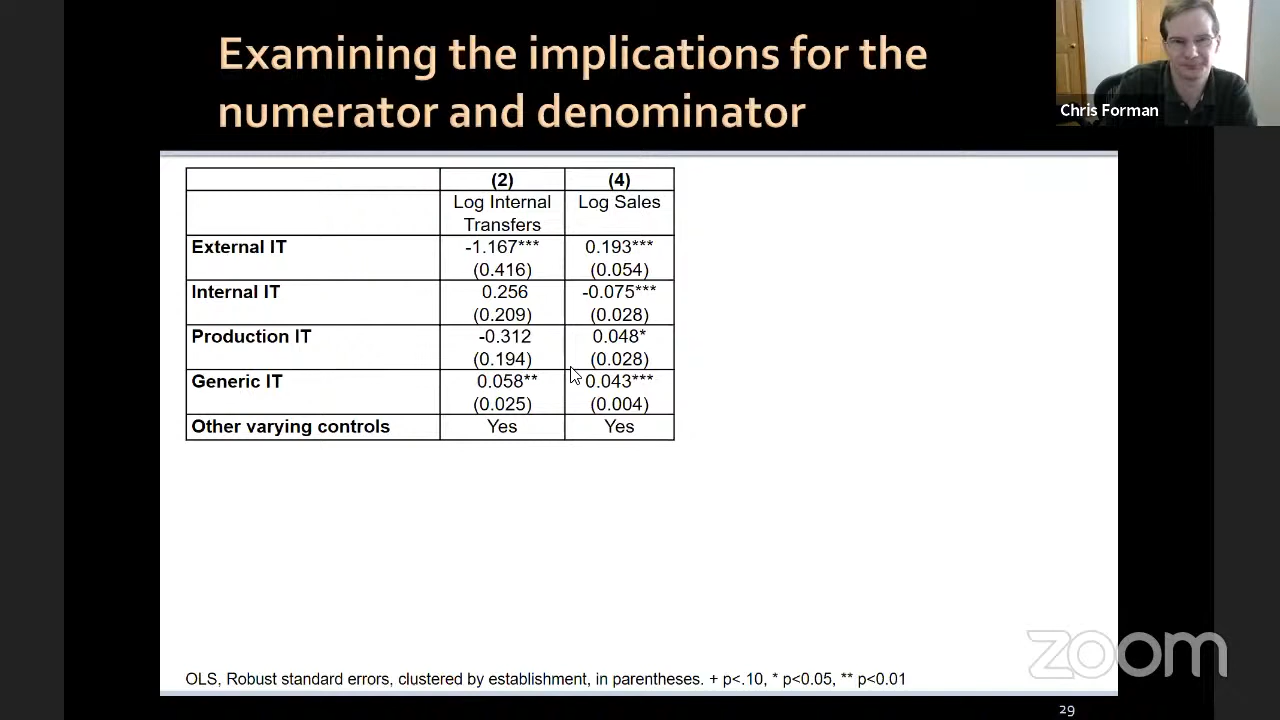 Examining the implications for the
numerator and denominator
Chris Forman
(2) (4)
Log Internal Transfers Log Sales
External IT -1.167*** 0.193***
(0.416) (0.054)
Internal IT 0.256 -0.075***
(0.209) (0.028)
Production IT -0.312 0.048*
(0.194) (0.028)
Generic IT 0.058** 0.043***
(0.025) (0.004)
Other varying controls Yes Yes
OLS, Robust standard errors, clustered by establishment, in parentheses. + p<.10, * p<0.05, ** p<0.01
zoom
29